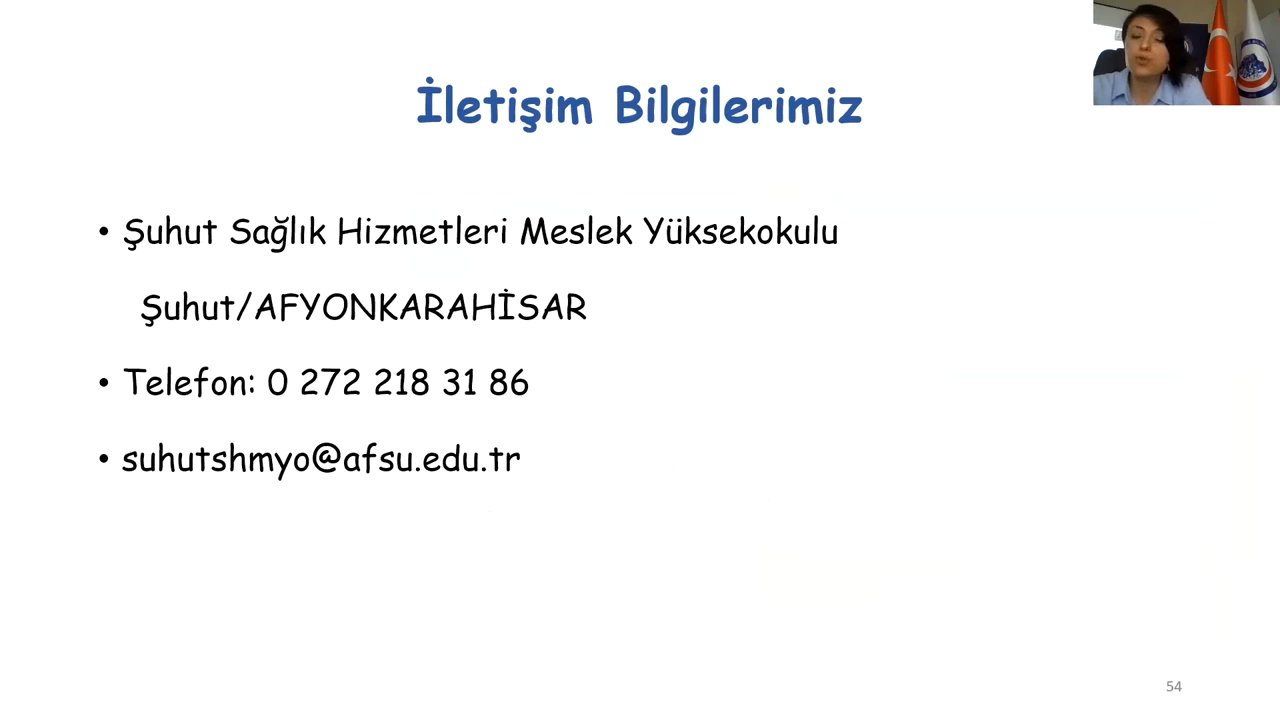 İletişim Bilgilerimiz
• Şuhut Sağlık Hizmetleri Meslek Yüksekokulu
Şuhut/AFYONKARAHİSAR
• Telefon: 0 272 218 31 86
• suhutshmyo@afsu.edu.tr
54